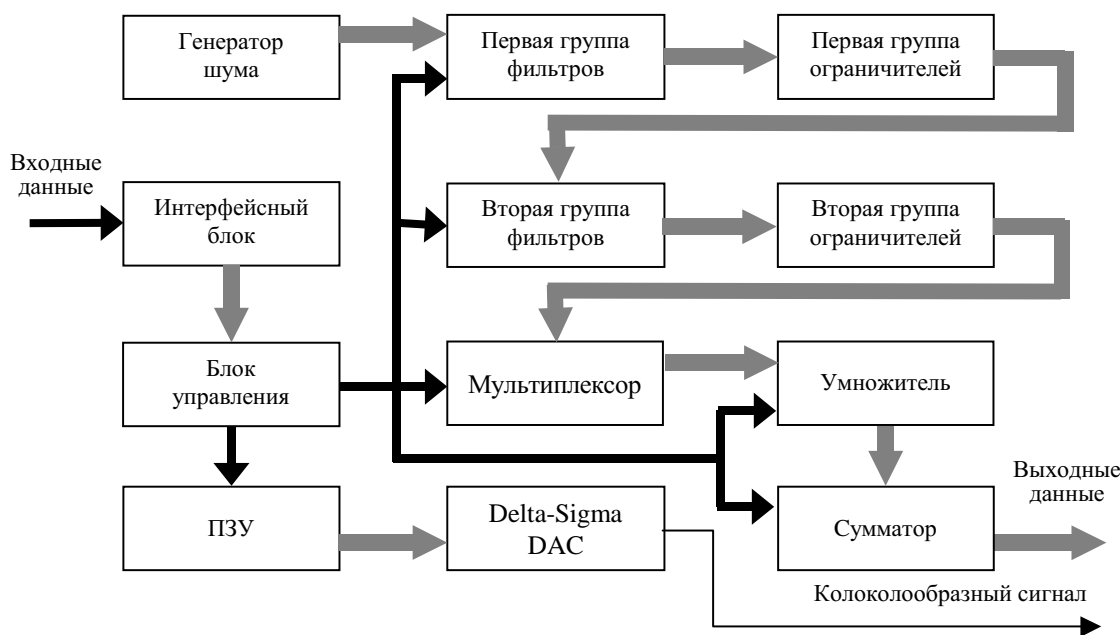 Генератор
шума
Первая группа
фильтров
Первая группа
ограничителей
Входные
данные
Интерфейсный
блок
Вторая группа
фильтров
Вторая группа
ограничителей
Блок
управления
Мультиплексор
Умножитель
ПЗУ
Delta-Sigma
DAC
Сумматор
Выходные
данные
Колоколообразный сигнал